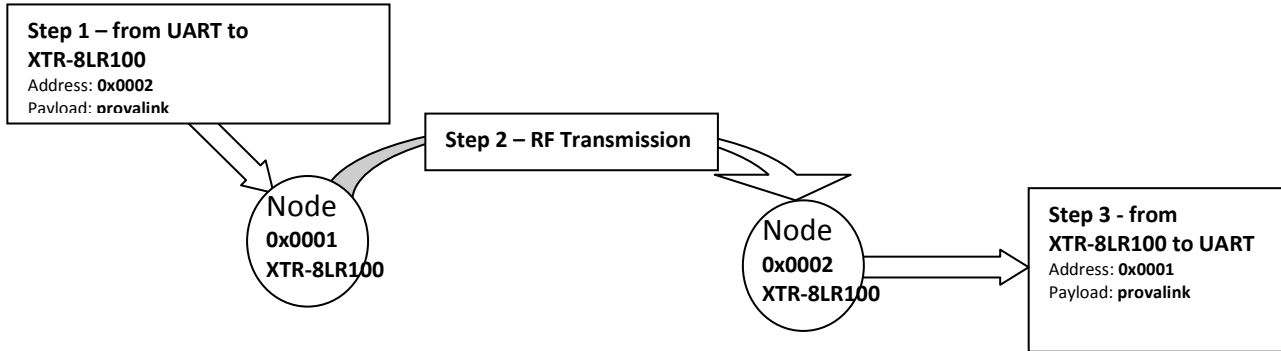 Step 1 – from UART to
XTR-8LR100
Address: 0x0002
Payload: provalink
Step 2 – RF Transmission
Node
0x0001
XTR-8LR100
Node
0x0002
XTR-8LR100
Step 3 - from
XTR-8LR100 to UART
Address: 0x0001
Payload: provalink